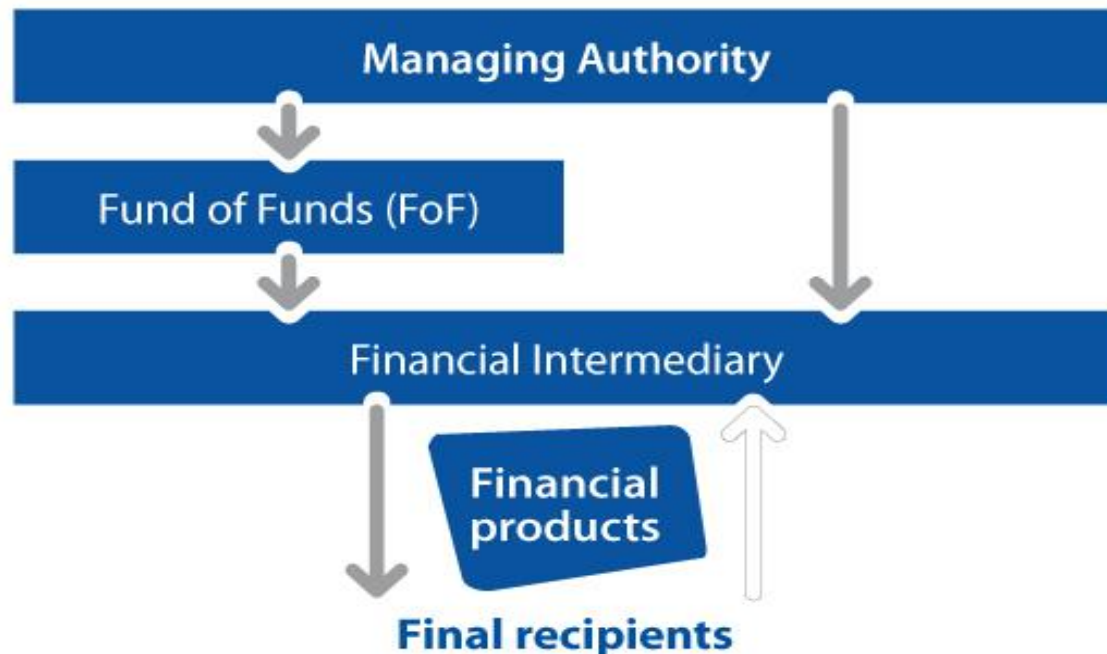 Managing Authority
Fund of Funds (FoF)
Financial Intermediary
Financial
products
Final recipients